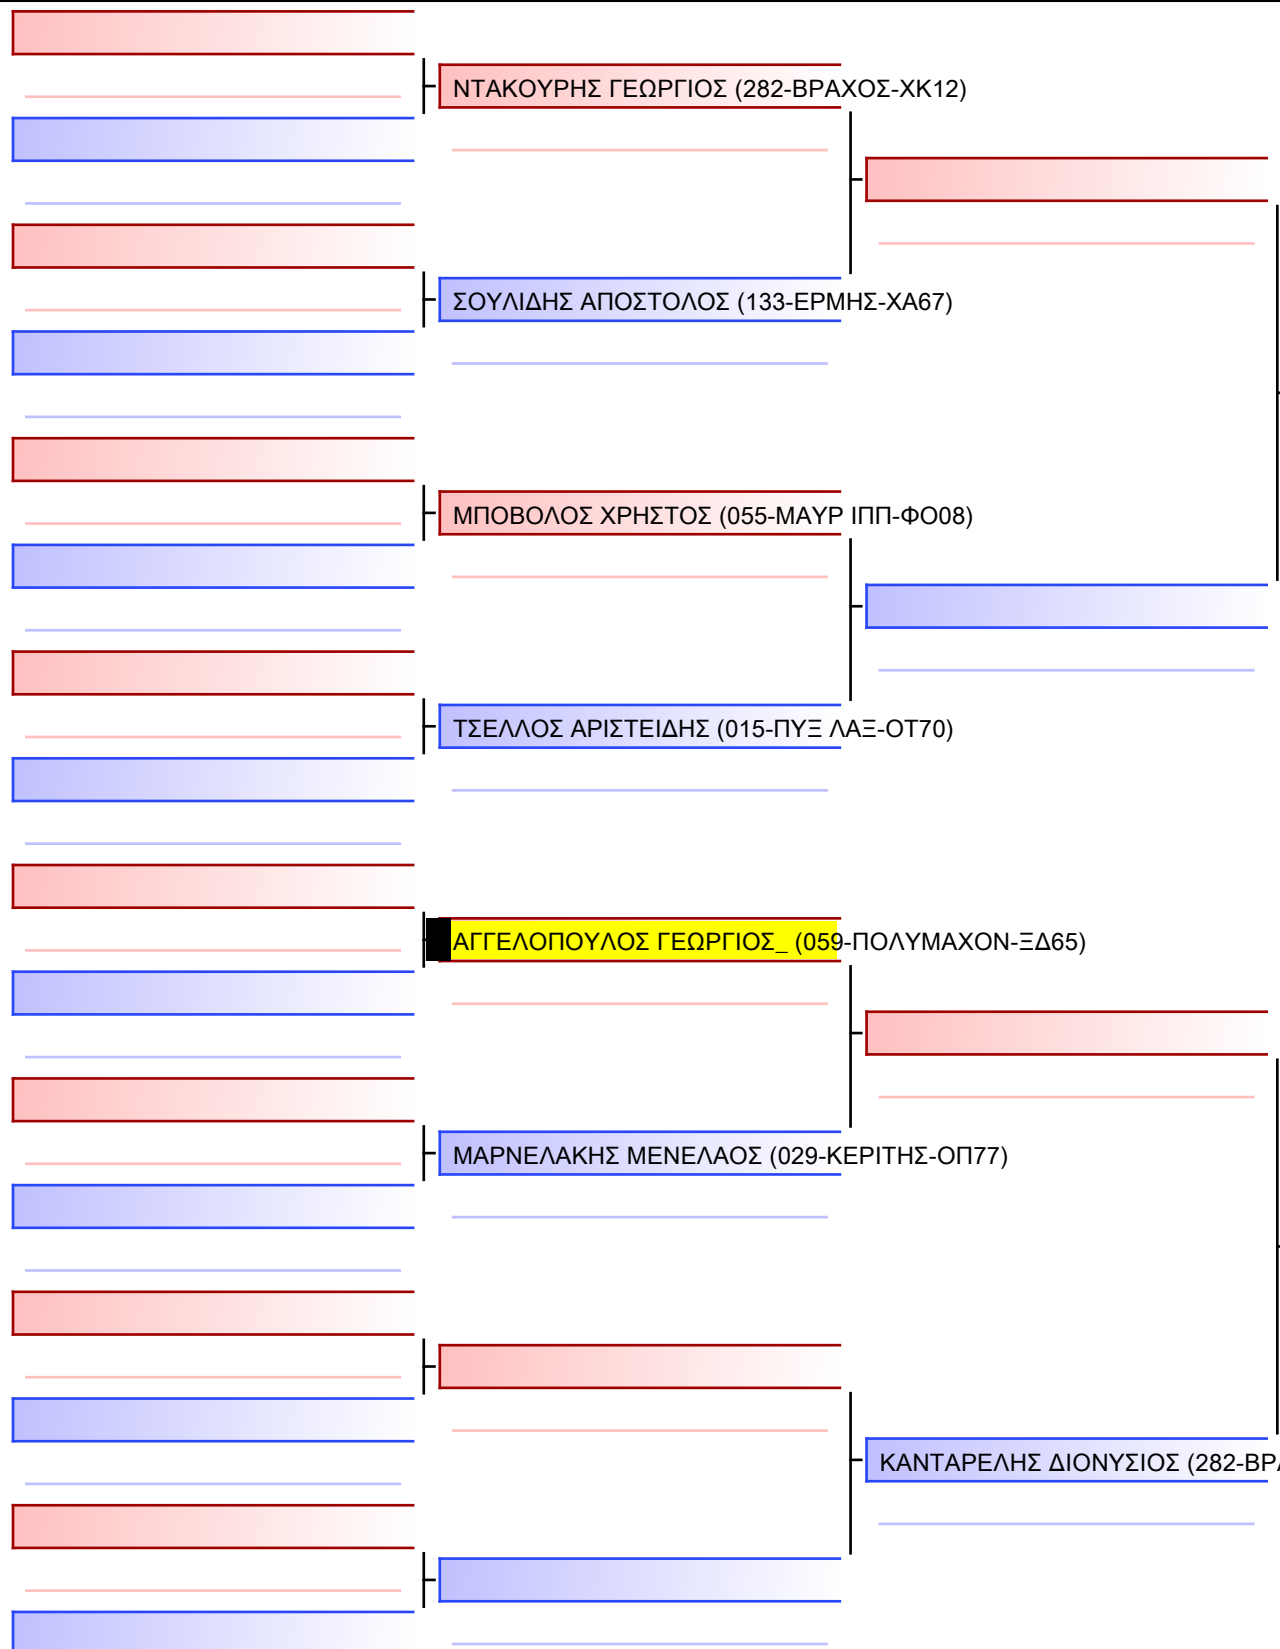 ΝΤΑΚΟΥΡΗΣ ΓΕΩΡΓΙΟΣ (282-ΒΡΑΧΟΣ-ΧΚ12)
ΣΟΥΛΙΔΗΣ ΑΠΟΣΤΟΛΟΣ (133-ΕΡΜΗΣ-ΧΑ67)
ΜΠΟΒΟΛΟΣ ΧΡΗΣΤΟΣ (055-ΜΑΥΡ ΙΠΠ-ΦΟ08)
ΤΣΕΛΛΟΣ ΑΡΙΣΤΕΙΔΗΣ (015-ΠΥΞ ΛΑΞ-ΟΤ70)
ΑΓΓΕΛΟΠΟΥΛΟΣ ΓΕΩΡΓΙΟΣ_ (059-ΠΟΛΥΜΑΧΟΝ-ΞΔ65)
ΜΑΡΝΕΛΑΚΗΣ ΜΕΝΕΛΑΟΣ (029-ΚΕΡΙΤΗΣ-ΟΠ77)
ΚΑΝΤΑΡΕΛΗΣ ΔΙΟΝΥΣΙΟΣ (282-ΒΡΑ